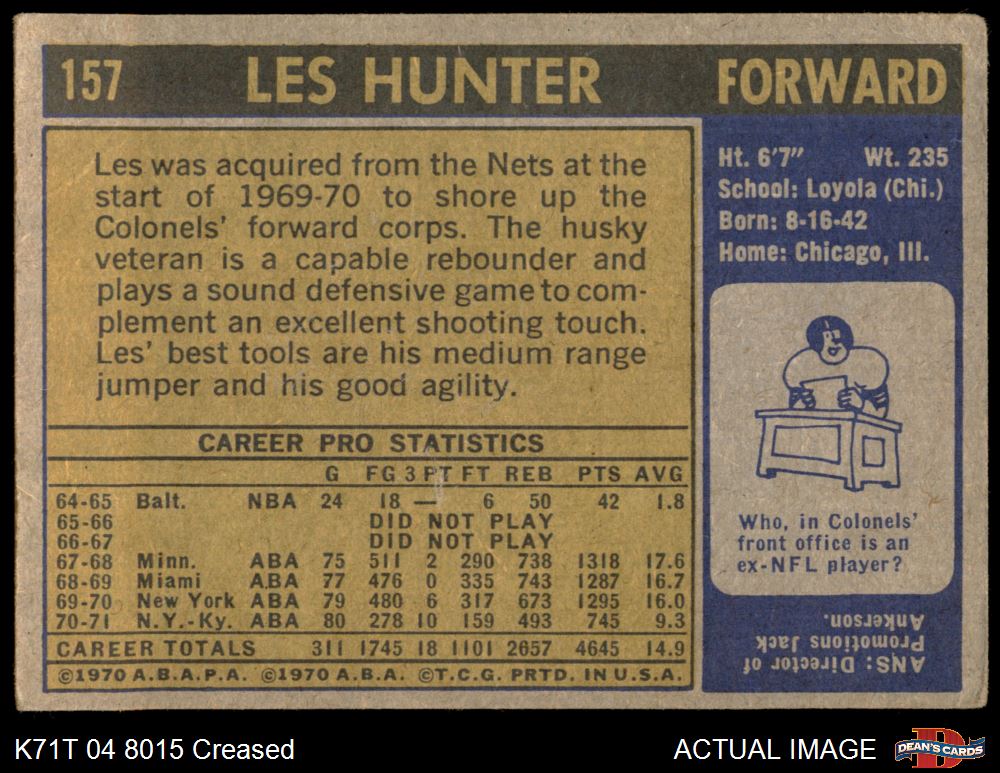 157 LES HUNTER FORWARD
Les was acquired from the Nets at the
start of 1969-70 to shore up the
Colonels' forward corps. The husky
veteran is a capable rebounder and
plays a sound defensive game to com-
plement an excellent shooting touch.
Les' best tools are his medium range
jumper and his good agility.
Ht. 6'7" Wt. 235
School: Loyola (Chi.)
Born: 8-16-42
Home: Chicago, Ill.
CAREER PRO STATISTICS
G FG 3 PT FT REB PTS AVG
64-65 Balt. NBA 24 18 — 6 50 42 1.8
65-66 DID NOT PLAY
66-67 DID NOT PLAY
67-68 Minn. ABA 75 511 2 290 738 1318 17.6
68-69 Miami ABA 77 476 0 335 743 1287 16.7
69-70 New York ABA 79 480 6 317 673 1295 16.0
70-71 N.Y.-Ky. ABA 80 278 10 159 493 745 9.3
CAREER TOTALS 311 1745 18 1101 2657 4645 14.9
©1970 A.B.A.P.A. ©1970 A.B.A. ©T.C.G. PRTD. IN U.S.A.
Who, in Colonels'
front office is an
ex-NFL player?
ANS: Director of
Promotions Jack
Ankerson.
K71T 04 8015 Creased
ACTUAL IMAGE
D
DEAN'S CARDS